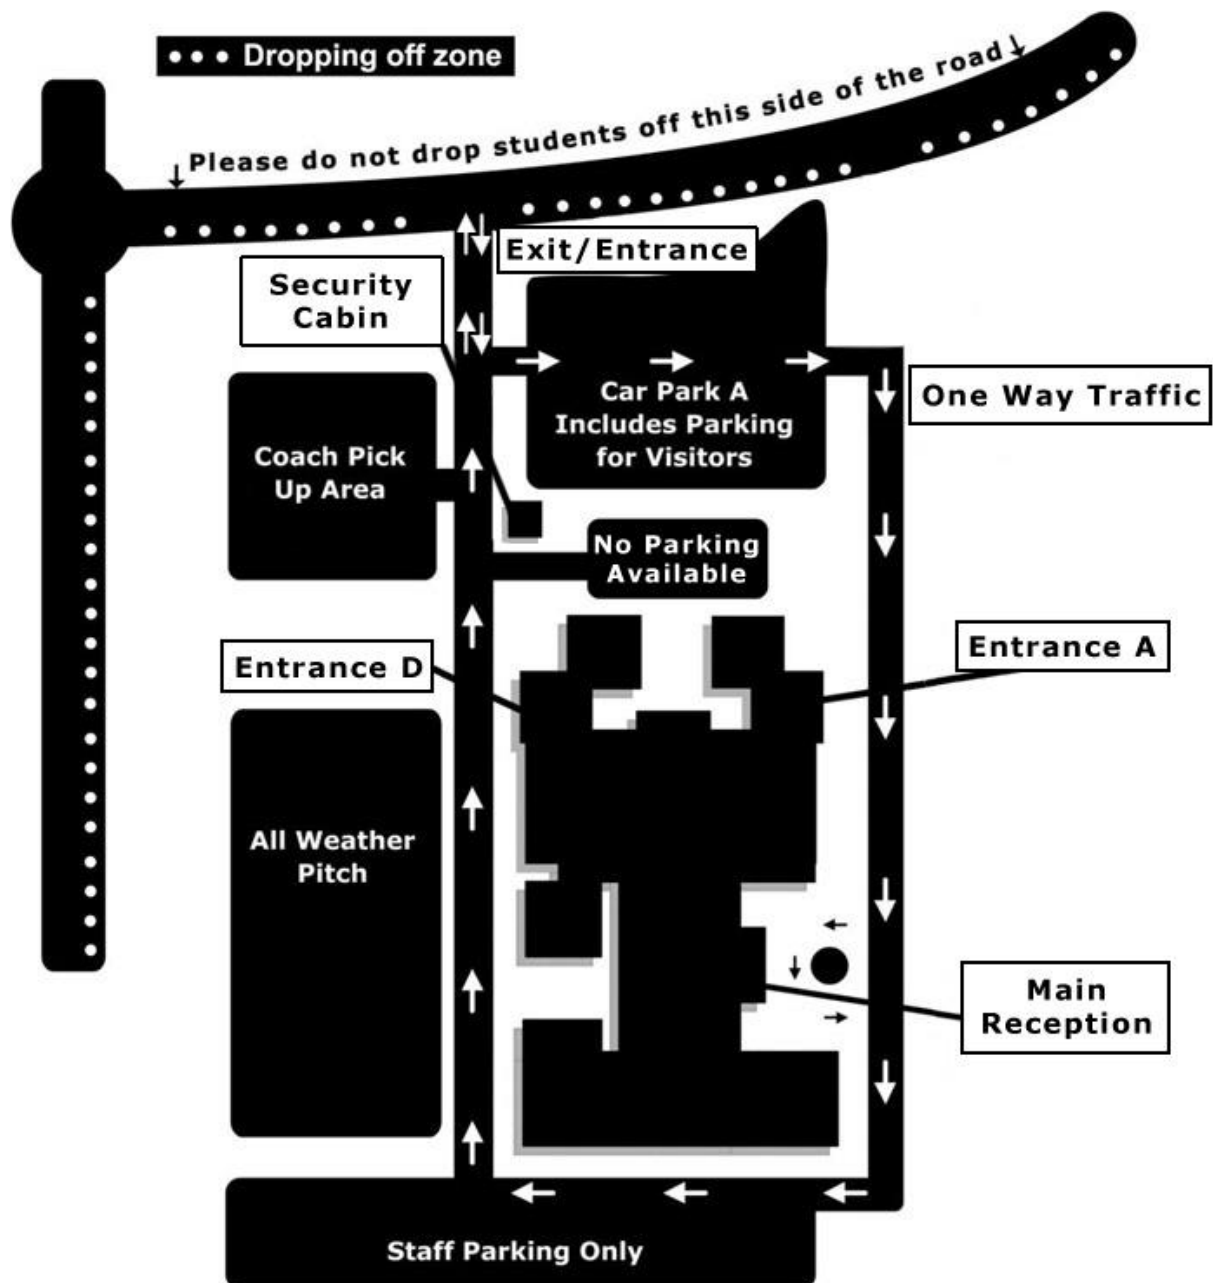 Dropping off zone
Please do not drop students off this side of the road
Exit/Entrance
Security
Cabin
Car Park A
Includes Parking
for Visitors
One Way Traffic
Coach Pick
Up Area
No Parking
Available
Entrance D
Entrance A
All Weather
Pitch
Main
Reception
Staff Parking Only